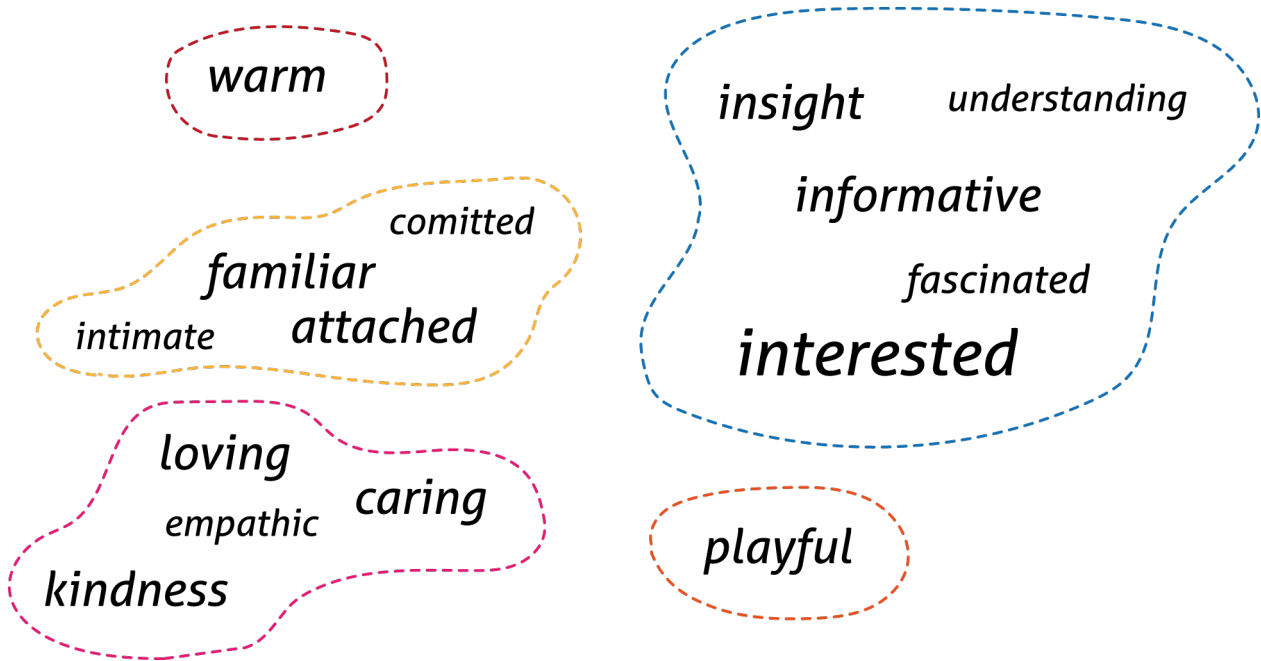 warm
comitted
familiar
attached
intimate
loving
caring
empathic
kindness
insight
understanding
informative
fascinated
interested
playful